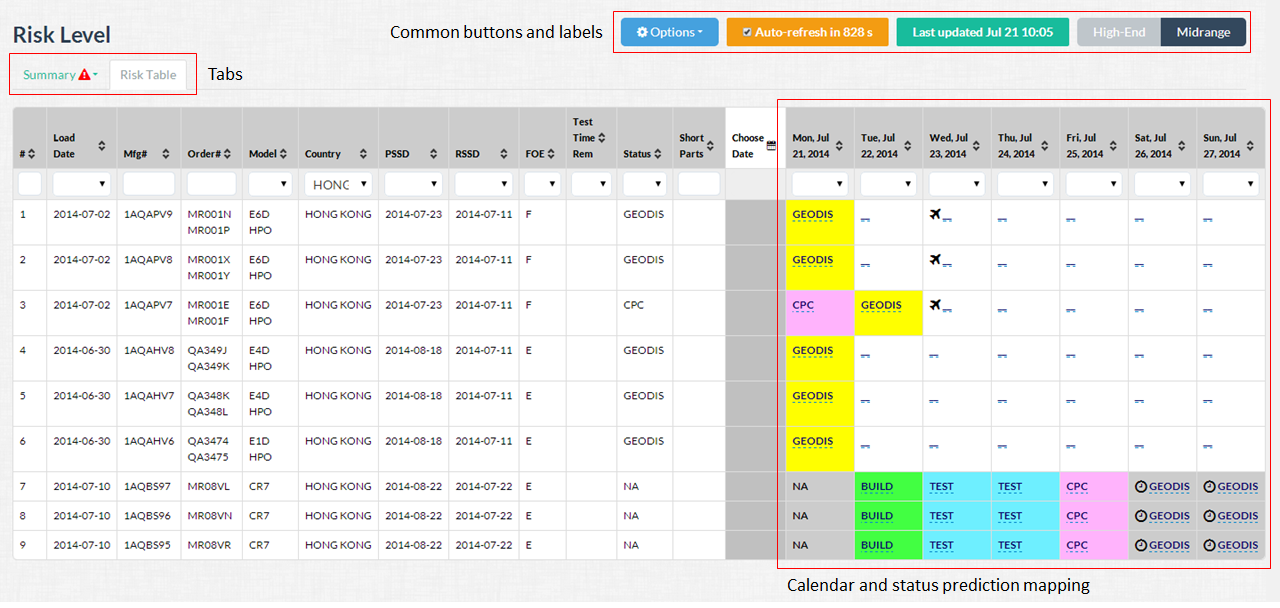 Risk Level
Common buttons and labels
Options
Auto-refresh in 828 s
Last updated Jul 21 10:05
High-End
Midrange
Summary
Risk Table
Tabs
# Load Date Mfg# Order# Model Country PSSD RSSD FOE Test Time Rem Status Short Parts Choose Date Mon, Jul 21, 2014 Tue, Jul 22, 2014 Wed, Jul 23, 2014 Thu, Jul 24, 2014 Fri, Jul 25, 2014 Sat, Jul 26, 2014 Sun, Jul 27, 2014
HONG
1 2014-07-02 1AQAPV9 MR001N MR001P E6D HPO HONG KONG 2014-07-23 2014-07-11 F GEODIS GEODIS -- -- -- -- -- --
2 2014-07-02 1AQAPV8 MR001X MR001Y E6D HPO HONG KONG 2014-07-23 2014-07-11 F GEODIS GEODIS -- -- -- -- -- --
3 2014-07-02 1AQAPV7 MR001E MR001F E6D HPO HONG KONG 2014-07-23 2014-07-11 F CPC CPC GEODIS -- -- -- -- --
4 2014-06-30 1AQAHV8 QA349J QA349K E4D HPO HONG KONG 2014-08-18 2014-07-11 E GEODIS GEODIS -- -- -- -- -- --
5 2014-06-30 1AQAHV7 QA348K QA348L E4D HPO HONG KONG 2014-08-18 2014-07-11 E GEODIS GEODIS -- -- -- -- -- --
6 2014-06-30 1AQAHV6 QA3474 QA3475 E1D HPO HONG KONG 2014-08-18 2014-07-11 E GEODIS GEODIS -- -- -- -- -- --
7 2014-07-10 1AQBS97 MR08VL CR7 HONG KONG 2014-08-22 2014-07-22 E NA NA BUILD TEST TEST CPC GEODIS GEODIS
8 2014-07-10 1AQBS96 MR08VN CR7 HONG KONG 2014-08-22 2014-07-22 E NA NA BUILD TEST TEST CPC GEODIS GEODIS
9 2014-07-10 1AQBS95 MR08VR CR7 HONG KONG 2014-08-22 2014-07-22 E NA NA BUILD TEST TEST CPC GEODIS GEODIS
Calendar and status prediction mapping